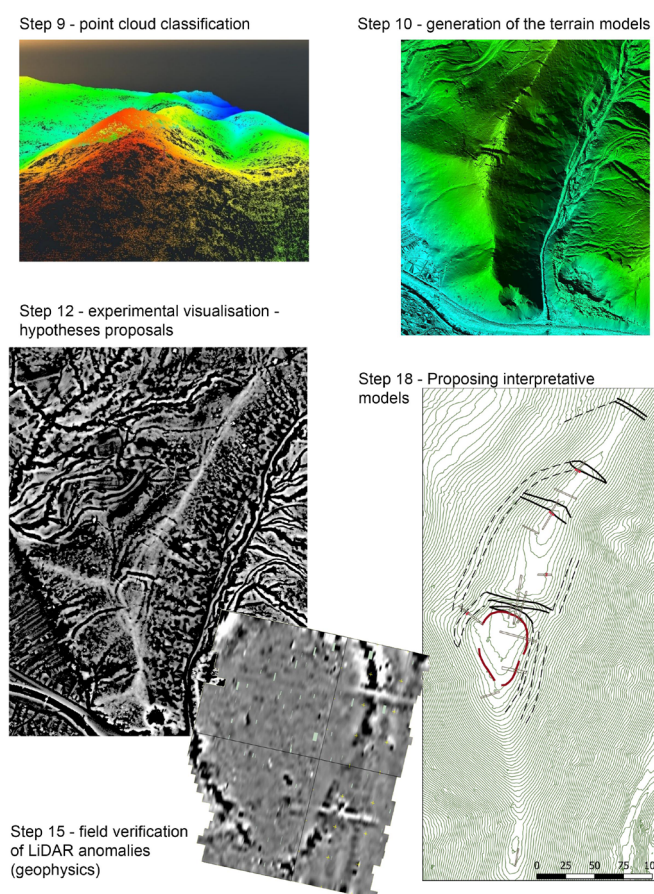 Step 9 - point cloud classification
Step 10 - generation of the terrain models
Step 12 - experimental visualisation -
hypotheses proposals
Step 18 - Proposing interpretative
models
Step 15 - field verification
of LiDAR anomalies
(geophysics)
0 25 50 75